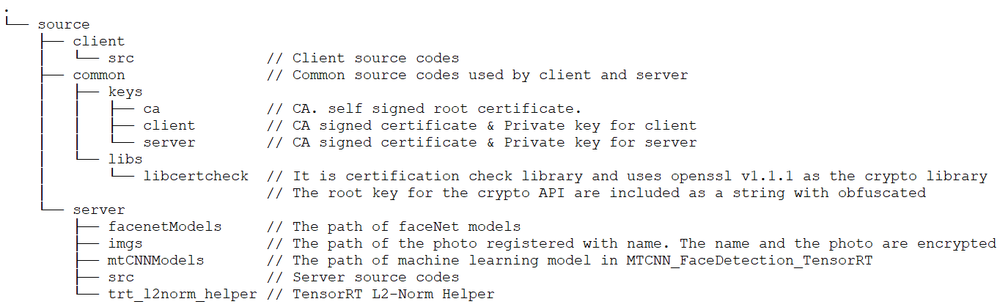 .
└── source
    ├── client
    │   └── src               // Client source codes
    ├── common                // Common source codes used by client and server
    │   ├── keys
    │   │   ├── ca            // CA. self signed root certificate.
    │   │   ├── client        // CA signed certificate & Private key for client
    │   │   └── server        // CA signed certificate & Private key for server
    │   └── libs
    │       └── libcertcheck  // It is certification check library and uses openssl v1.1.1 as the crypto library
    │                         // The root key for the crypto API are included as a string with obfuscated
    └── server
        ├── facenetModels     // The path of faceNet models
        ├── imgs              // The path of the photo registered with name. The name and the photo are encrypted
        ├── mtCNNModels       // The path of machine learning model in MTCNN_FaceDetection_TensorRT
        ├── src               // Server source codes
        └── trt_l2norm_helper // TensorRT L2-Norm Helper